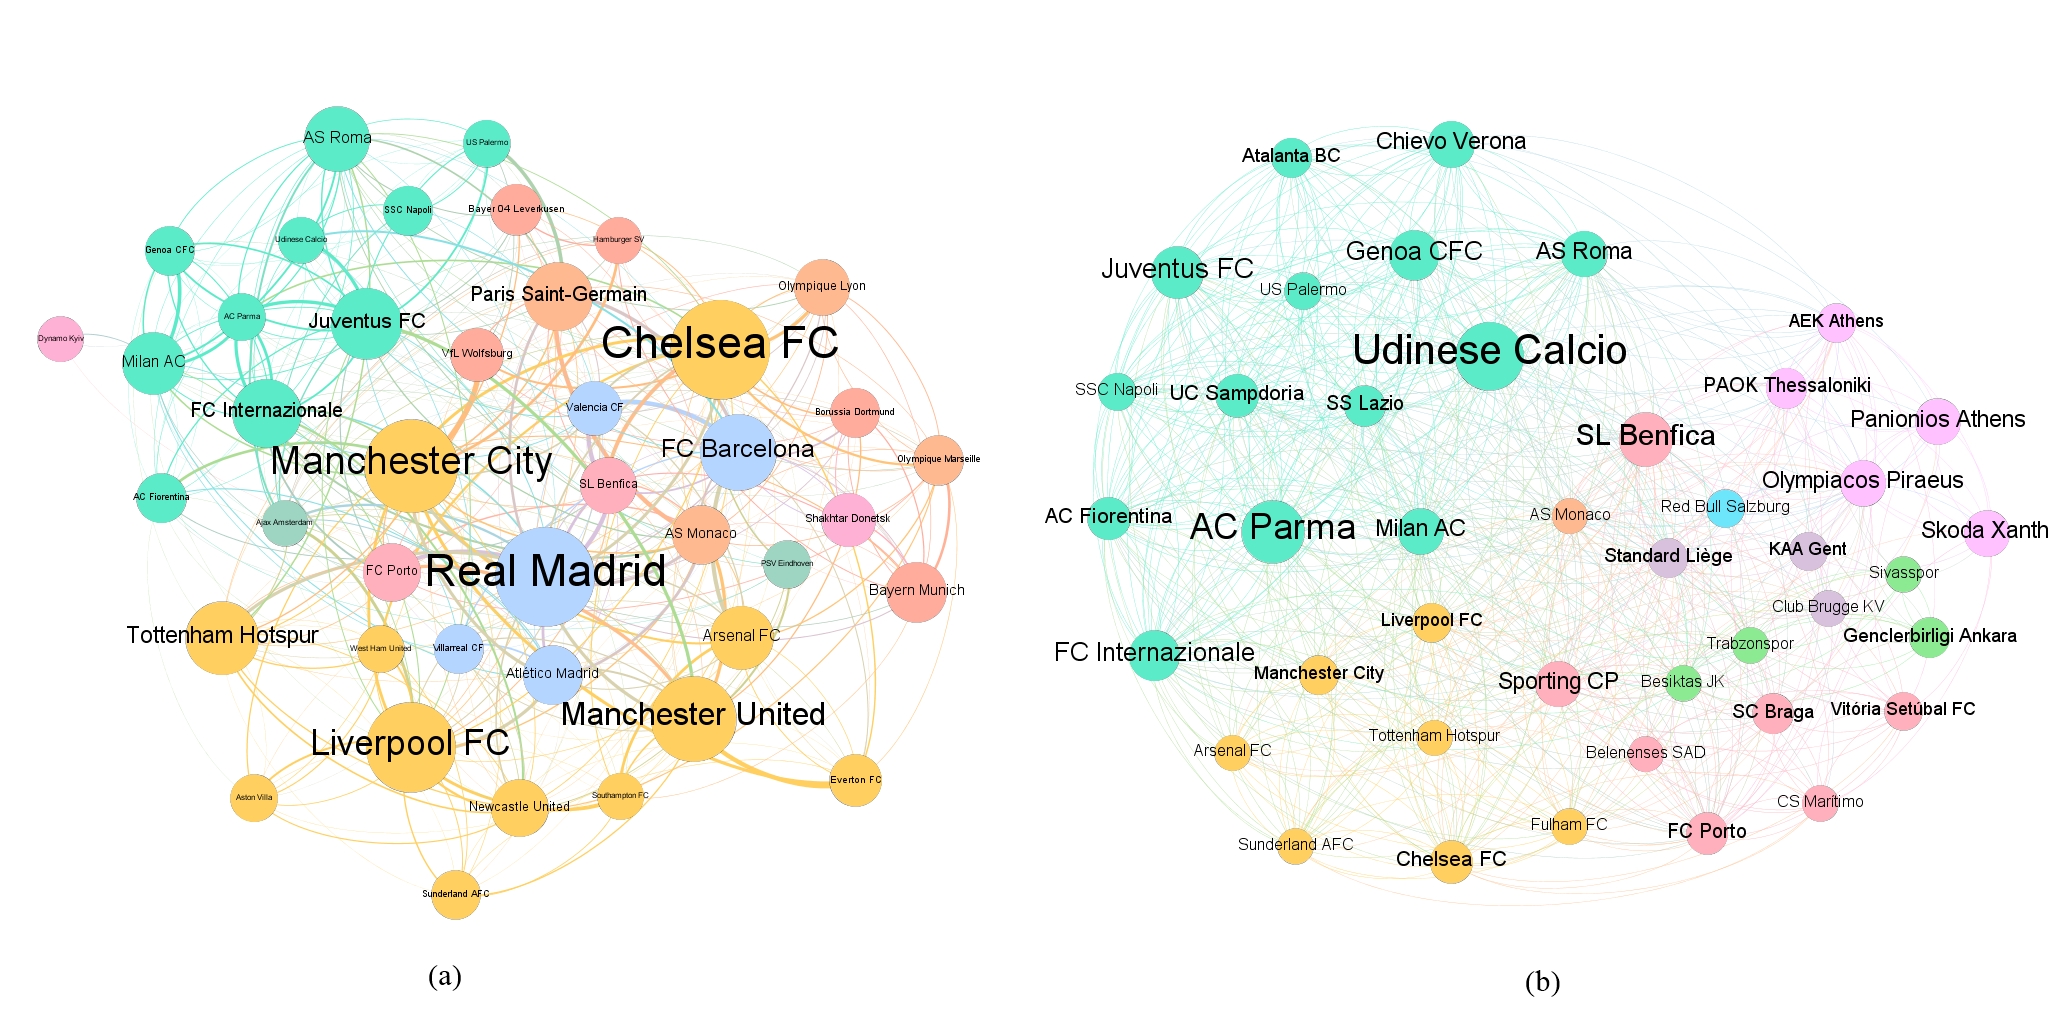 AS Roma
US Palermo
SSC Napoli
Bayer 04 Leverkusen
Udinese Calcio
Hamburger SV
Genoa CFC
Olympique Lyon
Paris Saint-Germain
AC Parma
Juventus FC
Dynamo Kyiv
Chelsea FC
VfL Wolfsburg
Milan AC
FC Internazionale
Valencia CF
Borussia Dortmund
FC Barcelona
Manchester City
Olympique Marseille
SL Benfica
AC Fiorentina
Ajax Amsterdam
Shakhtar Donetsk
AS Monaco
PSV Eindhoven
FC Porto
Real Madrid
Bayern Munich
Tottenham Hotspur
Arsenal FC
West Ham United
Villarreal CF
Atlético Madrid
Manchester United
Liverpool FC
Everton FC
Aston Villa
Southampton FC
Newcastle United
Sunderland AFC
(a)
Chievo Verona
Atalanta BC
Genoa CFC
AS Roma
Juventus FC
US Palermo
AEK Athens
Udinese Calcio
PAOK Thessaloniki
SSC Napoli
UC Sampdoria
SS Lazio
Panionios Athens
SL Benfica
Olympiacos Piraeus
Red Bull Salzburg
AS Monaco
AC Fiorentina
AC Parma
Milan AC
Skoda Xanth
Standard Liège
KAA Gent
Sivasspor
Club Brugge KV
Liverpool FC
Genclerbirligi Ankara
Trabzonspor
FC Internazionale
Manchester City
Sporting CP
Besiktas JK
SC Braga
Vitória Setúbal FC
Tottenham Hotspur
Arsenal FC
Belenenses SAD
CS Marítimo
Fulham FC
FC Porto
Sunderland AFC
Chelsea FC
(b)